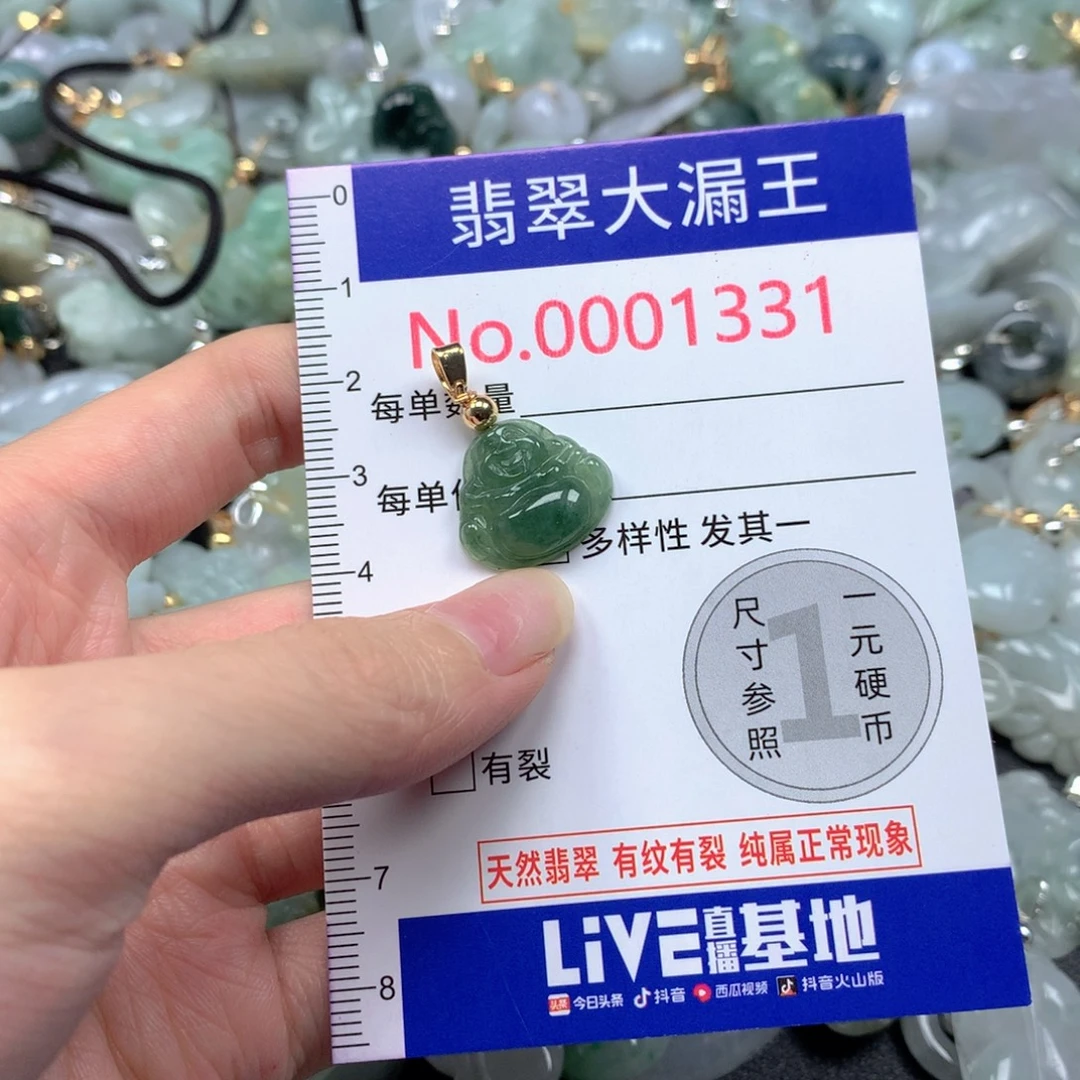 翡翠大漏王
0
1
2
3
4
7
8
No.0001331
每单 量
每单
多样性 发其一
尺寸参照
一元硬币
1
有裂
天然翡翠 有纹有裂 纯属正常现象
LiVE直播基地
头条 今日头条 抖音 西瓜视频 抖音火山版